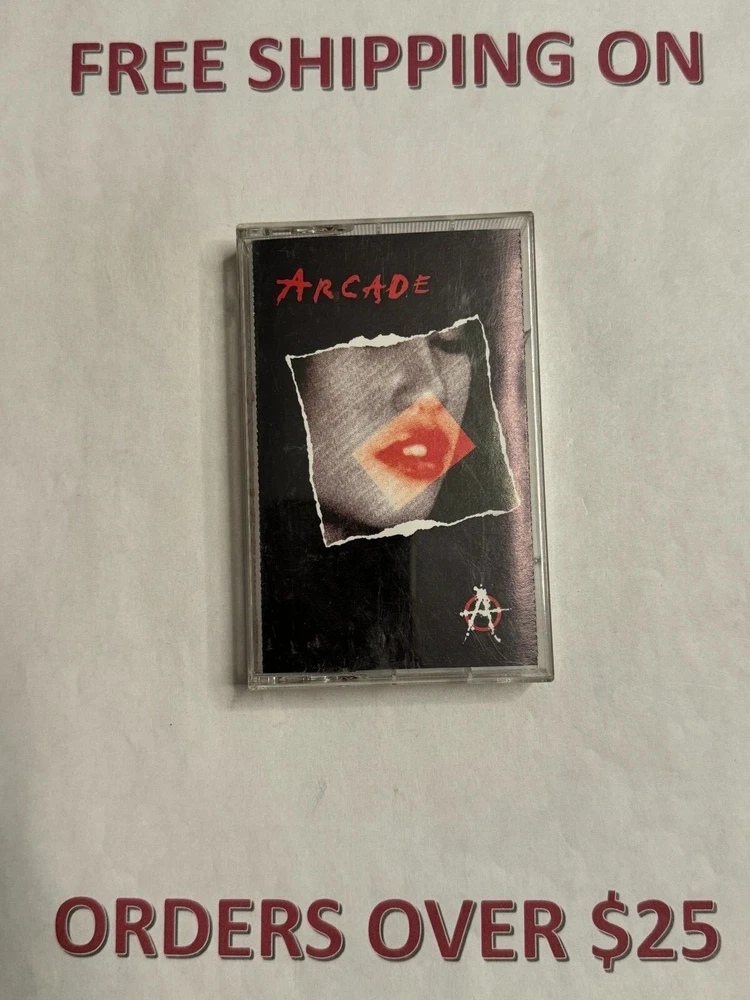 FREE SHIPPING ON
ARCADE
A
ORDERS OVER $25